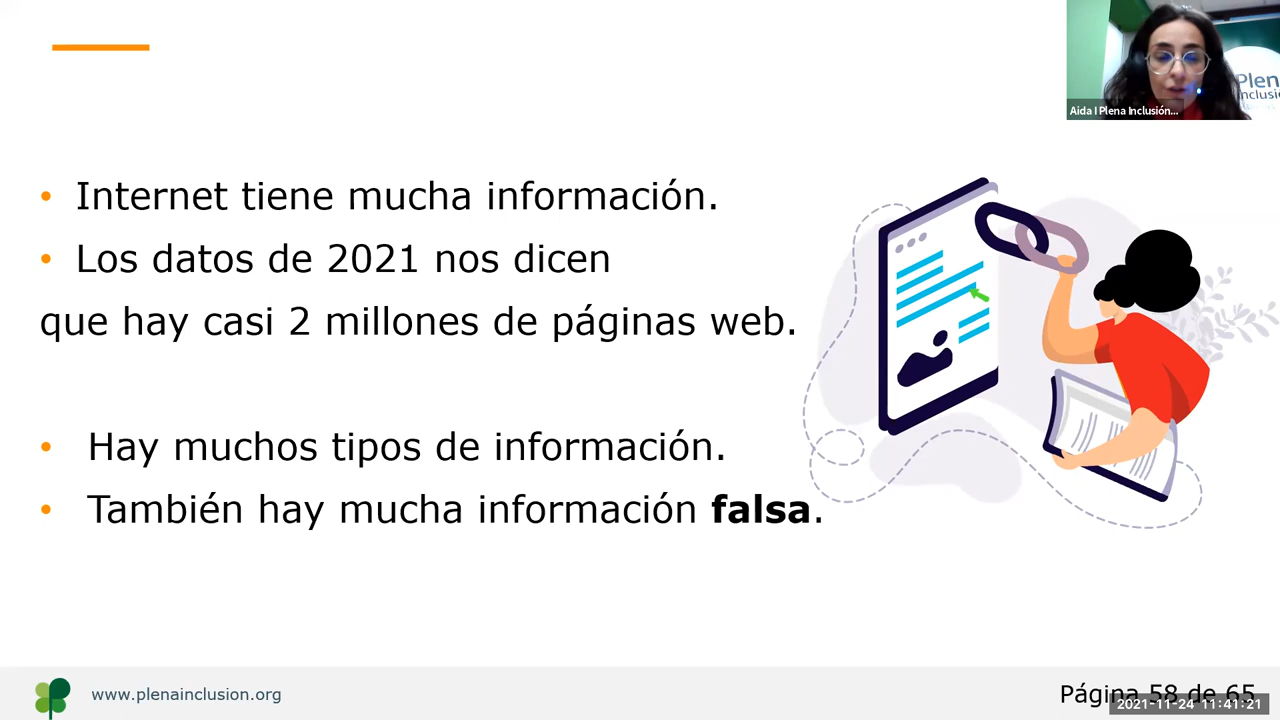 Plen
inclusi
Aida I Plena Inclusión...
• Internet tiene mucha información.
• Los datos de 2021 nos dicen
que hay casi 2 millones de páginas web.
• Hay muchos tipos de información.
• También hay mucha información falsa.
www.plenainclusion.org
Página 58 de 65
2021-11-24 11:41:21